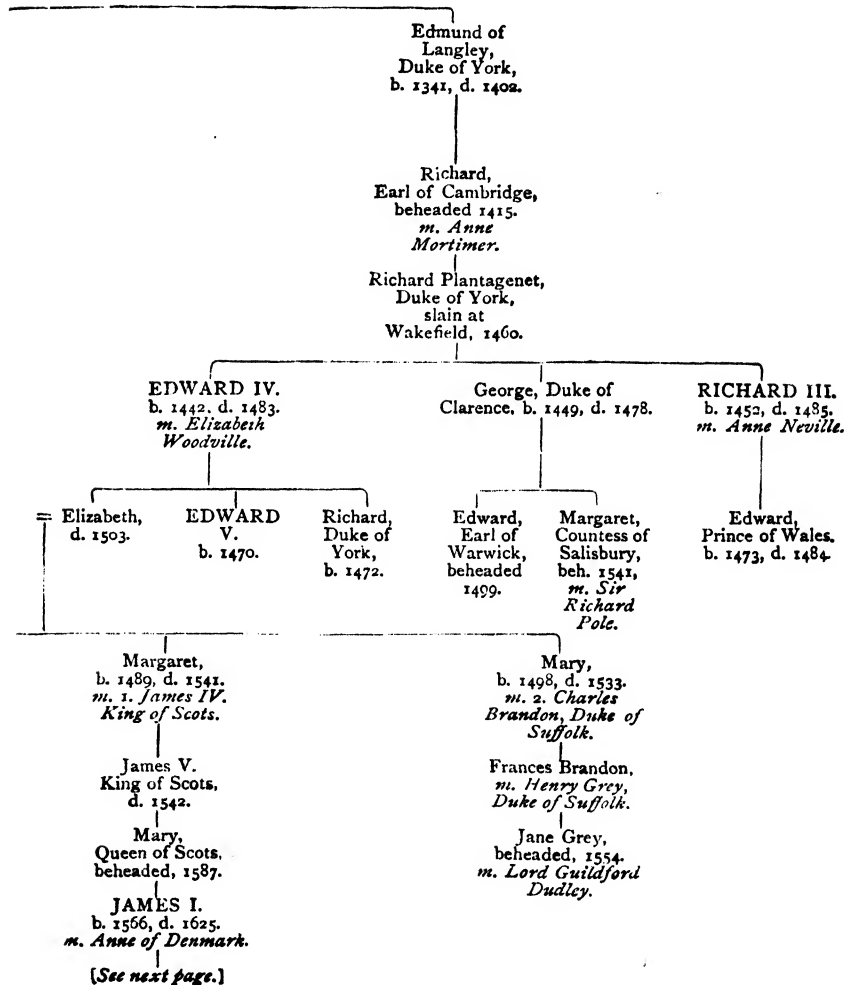 Edmund of
Langley,
Duke of York,
b. 1341, d. 1402.
Richard,
Earl of Cambridge,
beheaded 1415.
m. Anne
Mortimer.
Richard Plantagenet,
Duke of York,
slain at
Wakefield, 1460.
EDWARD IV.
b. 1442. d. 1483.
m. Elizabeth
Woodville.
George, Duke of
Clarence, b. 1449, d. 1478.
RICHARD III.
b. 1452, d. 1485.
m. Anne Neville.
= Elizabeth,
d. 1503.
EDWARD
V.
b. 1470.
Richard,
Duke of
York,
b. 1472.
Edward,
Earl of
Warwick,
beheaded
1499.
Margaret,
Countess of
Salisbury,
beh. 1541,
m. Sir
Richard
Pole.
Edward,
Prince of Wales.
b. 1473, d. 1484.
Margaret,
b. 1489, d. 1541.
m. 1. James IV.
King of Scots.
James V.
King of Scots,
d. 1542.
Mary,
Queen of Scots,
beheaded, 1587.
JAMES I.
b. 1566, d. 1625.
m. Anne of Denmark.
[See next page.]
Mary,
b. 1498, d. 1533.
m. 2. Charles
Brandon, Duke of
Suffolk.
Frances Brandon,
m. Henry Grey,
Duke of Suffolk.
Jane Grey,
beheaded, 1554.
m. Lord Guildford
Dudley.